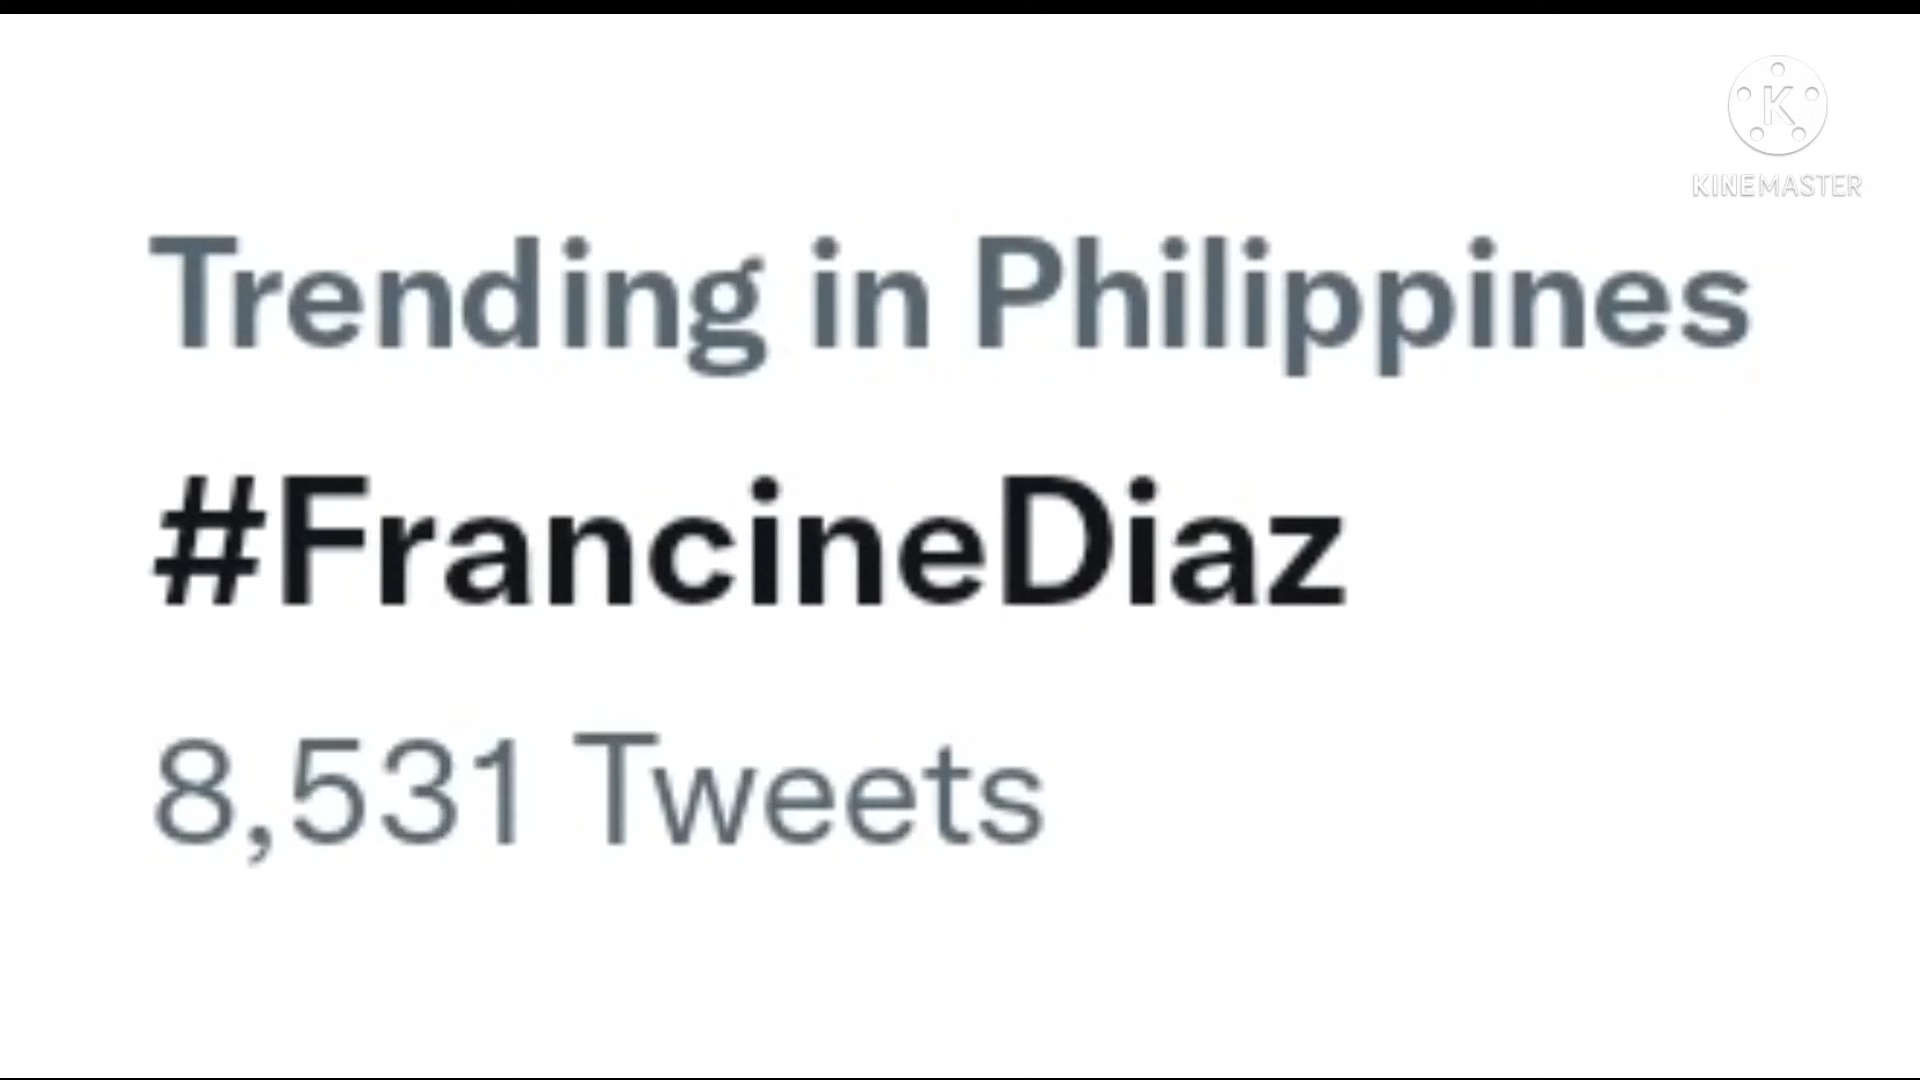 K
KINEMASTER
Trending in Philippines
#FrancineDiaz
8,531 Tweets